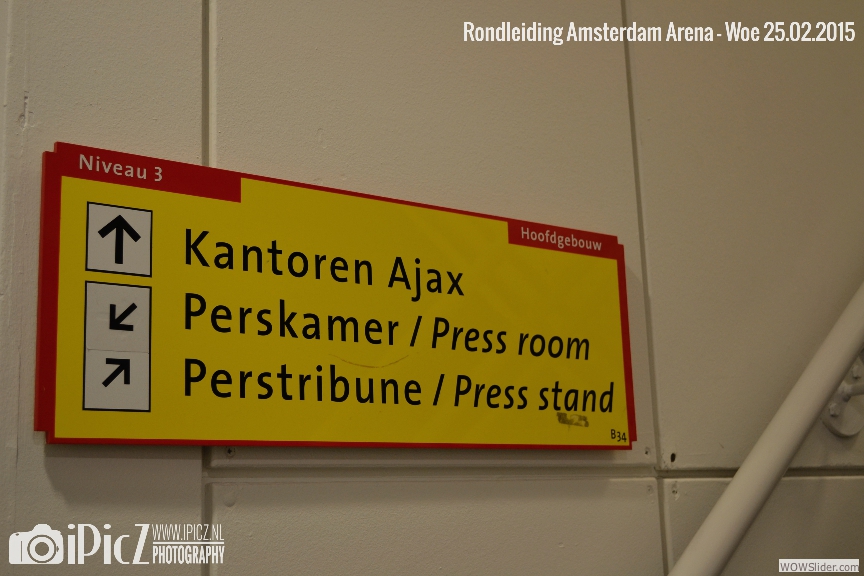 Rondleiding Amsterdam Arena - Woe 25.02.2015
Niveau 3
Hoofdgebouw
Kantoren Ajax
Perskamer / Press room
Perstribune / Press stand
B34
iPicZ WWW.IPICZ.NL
PHOTOGRAPHY
WOWSlider.com